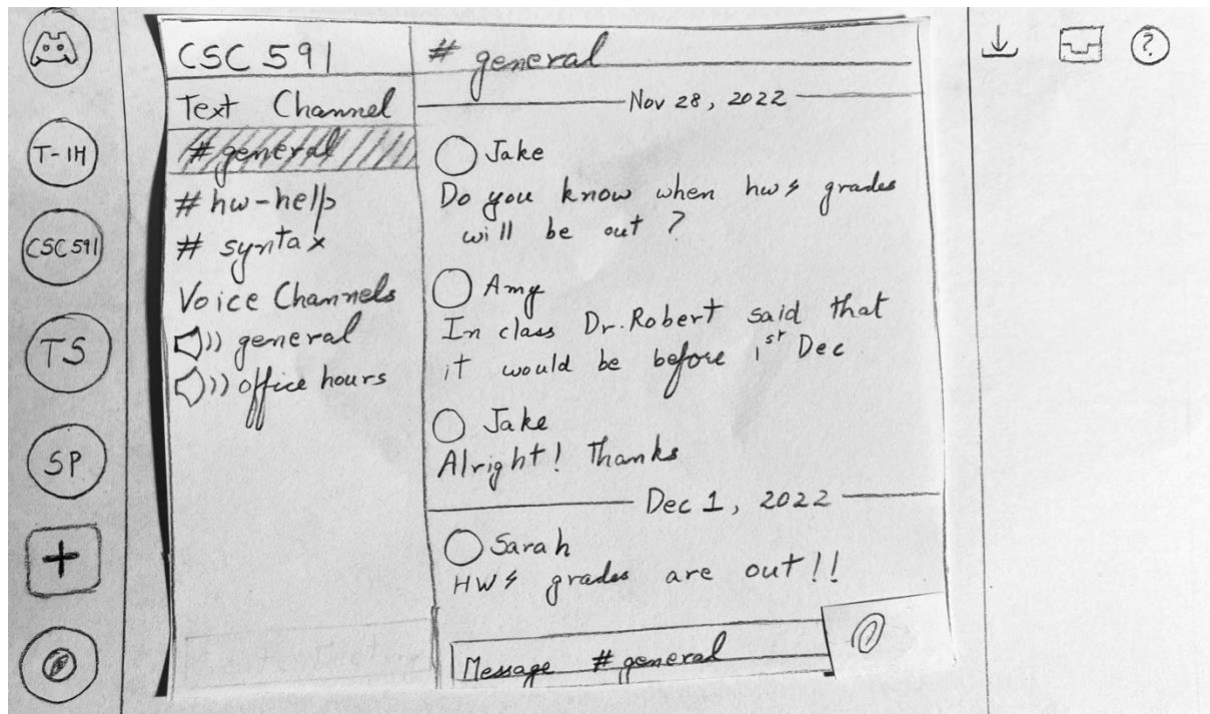 T-IH
CSC 591
TS
SP
+
CSC 591
Text Channel
# general
# hw-help
# syntax
Voice Channels
general
office hours
# general
Nov 28, 2022
Jake
Do you know when hw4 grades
will be out ?
Amy
In class Dr. Robert said that
it would be before 1st Dec
Jake
Alright! Thanks
Dec 1, 2022
Sarah
HW4 grades are out!!
Message # general
?